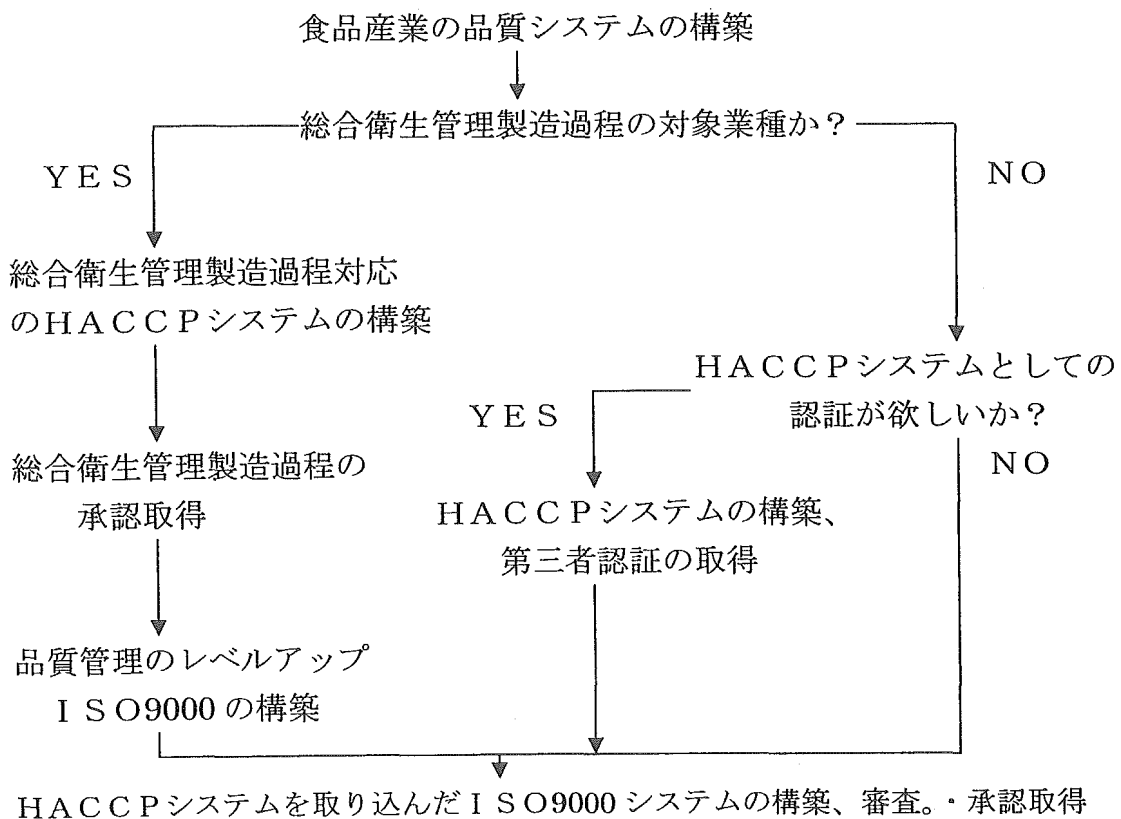 食品産業の品質システムの構築
総合衛生管理製造過程の対象業種か？
ＹＥＳ
ＮＯ
総合衛生管理製造過程対応
のＨＡＣＣＰシステムの構築
ＨＡＣＣＰシステムとしての
認証が欲しいか？
ＹＥＳ
ＮＯ
総合衛生管理製造過程の
承認取得
ＨＡＣＣＰシステムの構築、
第三者認証の取得
品質管理のレベルアップ
ＩＳＯ9000の構築
ＨＡＣＣＰシステムを取り込んだＩＳＯ9000システムの構築、審査。・承認取得